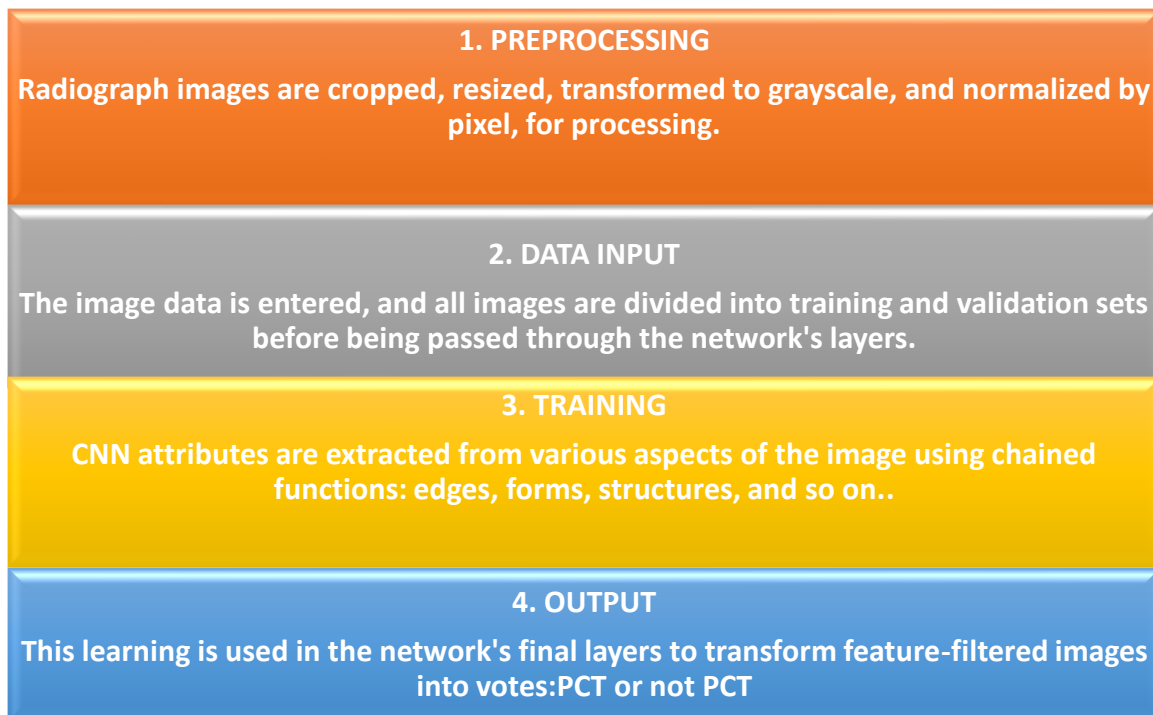 1. PREPROCESSING
Radiograph images are cropped, resized, transformed to grayscale, and normalized by
pixel, for processing.
2. DATA INPUT
The image data is entered, and all images are divided into training and validation sets
before being passed through the network's layers.
3. TRAINING
CNN attributes are extracted from various aspects of the image using chained
functions: edges, forms, structures, and so on..
4. OUTPUT
This learning is used in the network's final layers to transform feature-filtered images
into votes:PCT or not PCT